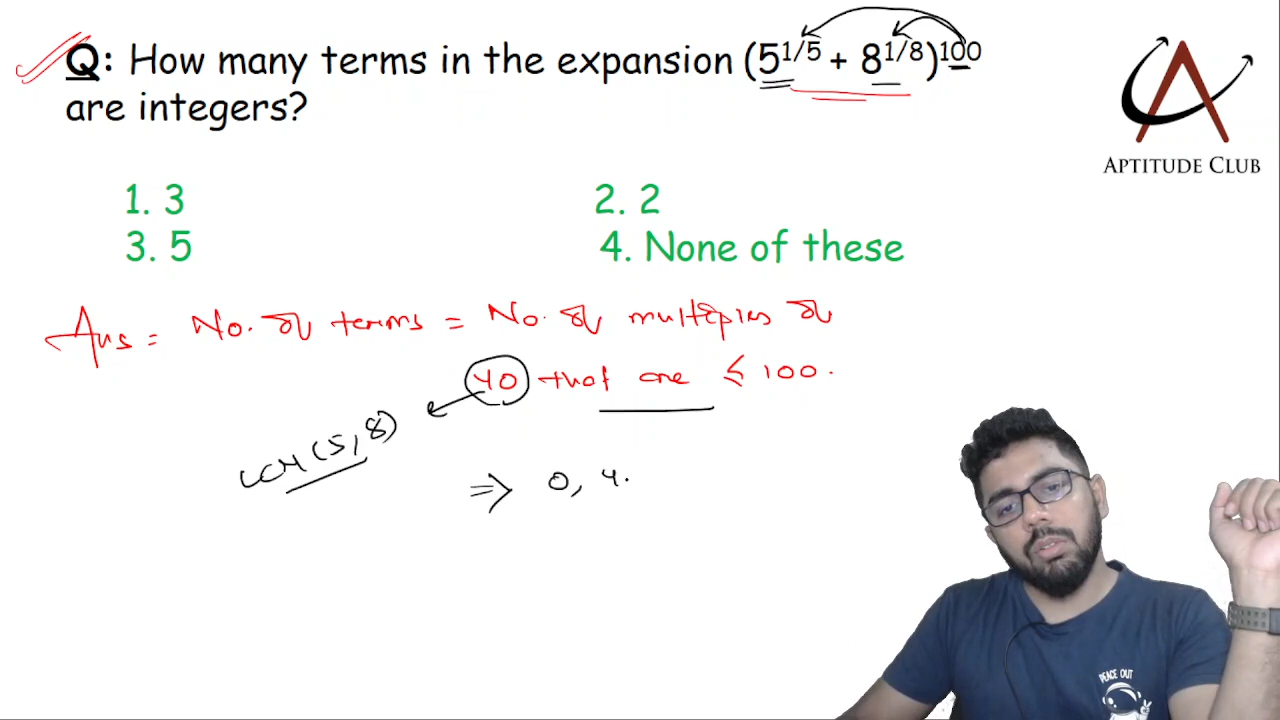 Q: How many terms in the expansion (5^1/5 + 8^1/8)^100
are integers?
1. 3
2. 2
3. 5
4. None of these
Ans = No. of terms = No. of multiples of
40 that are ≤ 100.
LCM (5, 8)
⇒ 0, 4.
APTITUDE CLUB
PEACE OUT